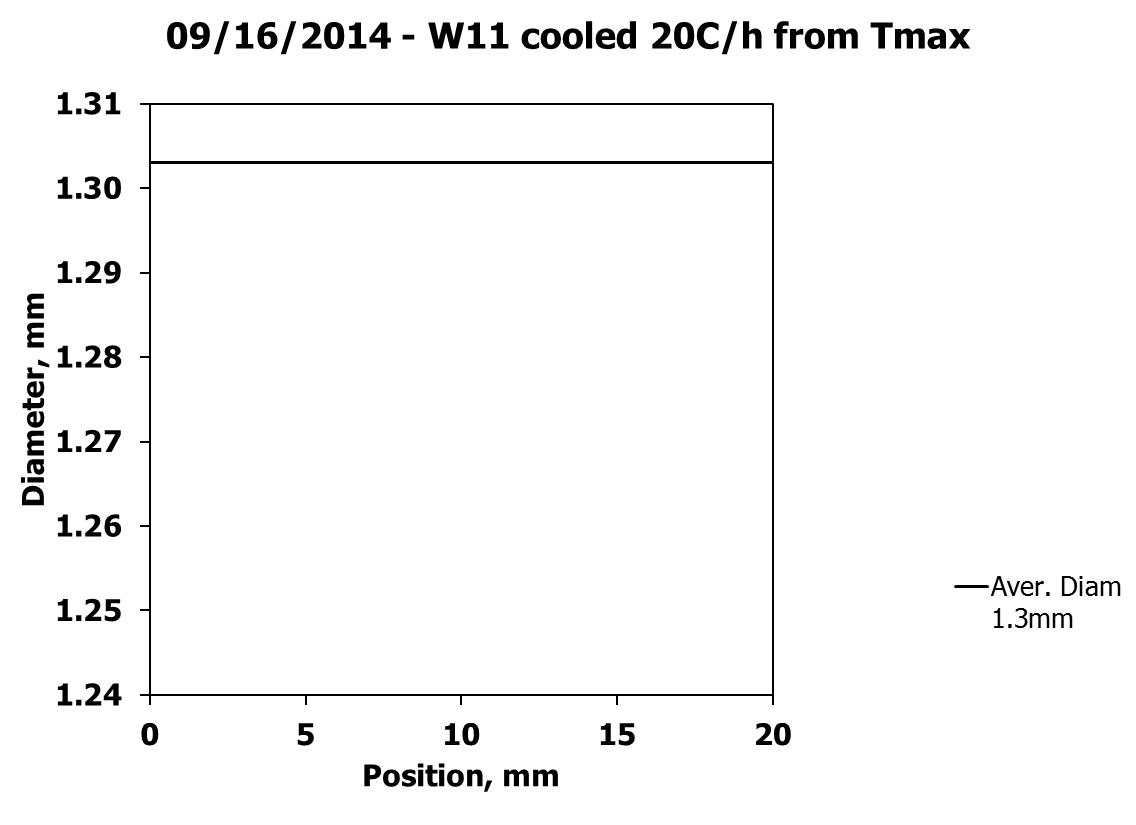 09/16/2014 - W11 cooled 20C/h from Tmax
1.31
1.30
1.29
1.28
1.27
1.26
1.25
1.24
Diameter, mm
0 5 10 15 20
Position, mm
Aver. Diam
1.3mm